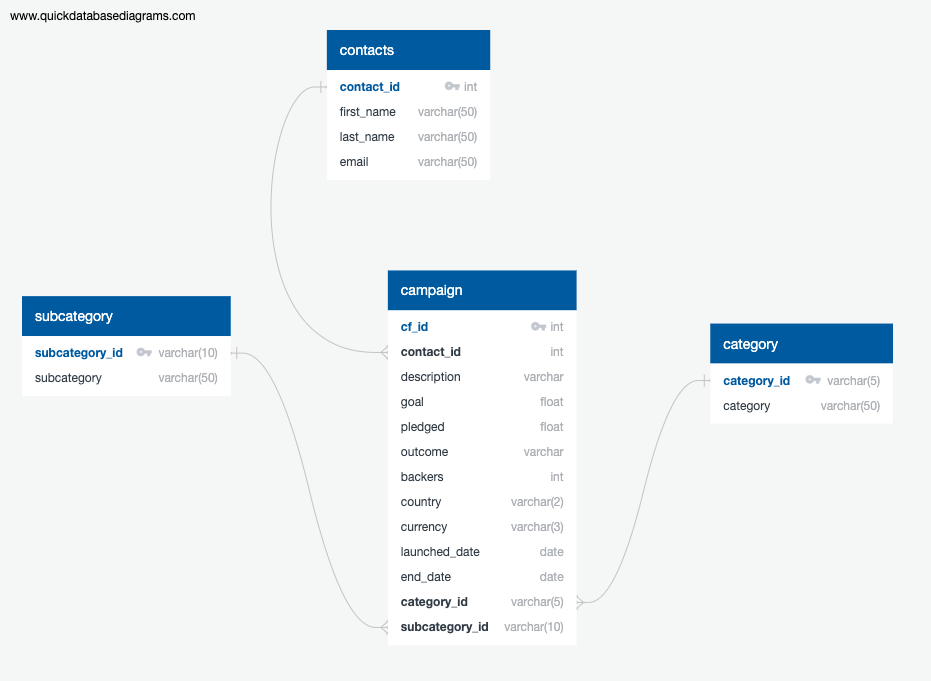 www.quickdatabasediagrams.com
contacts
contact_id int
first_name varchar(50)
last_name varchar(50)
email varchar(50)
subcategory
subcategory_id varchar(10)
subcategory varchar(50)
campaign
cf_id int
contact_id int
description varchar
goal float
pledged float
outcome varchar
backers int
country varchar(2)
currency varchar(3)
launched_date date
end_date date
category_id varchar(5)
subcategory_id varchar(10)
category
category_id varchar(5)
category varchar(50)